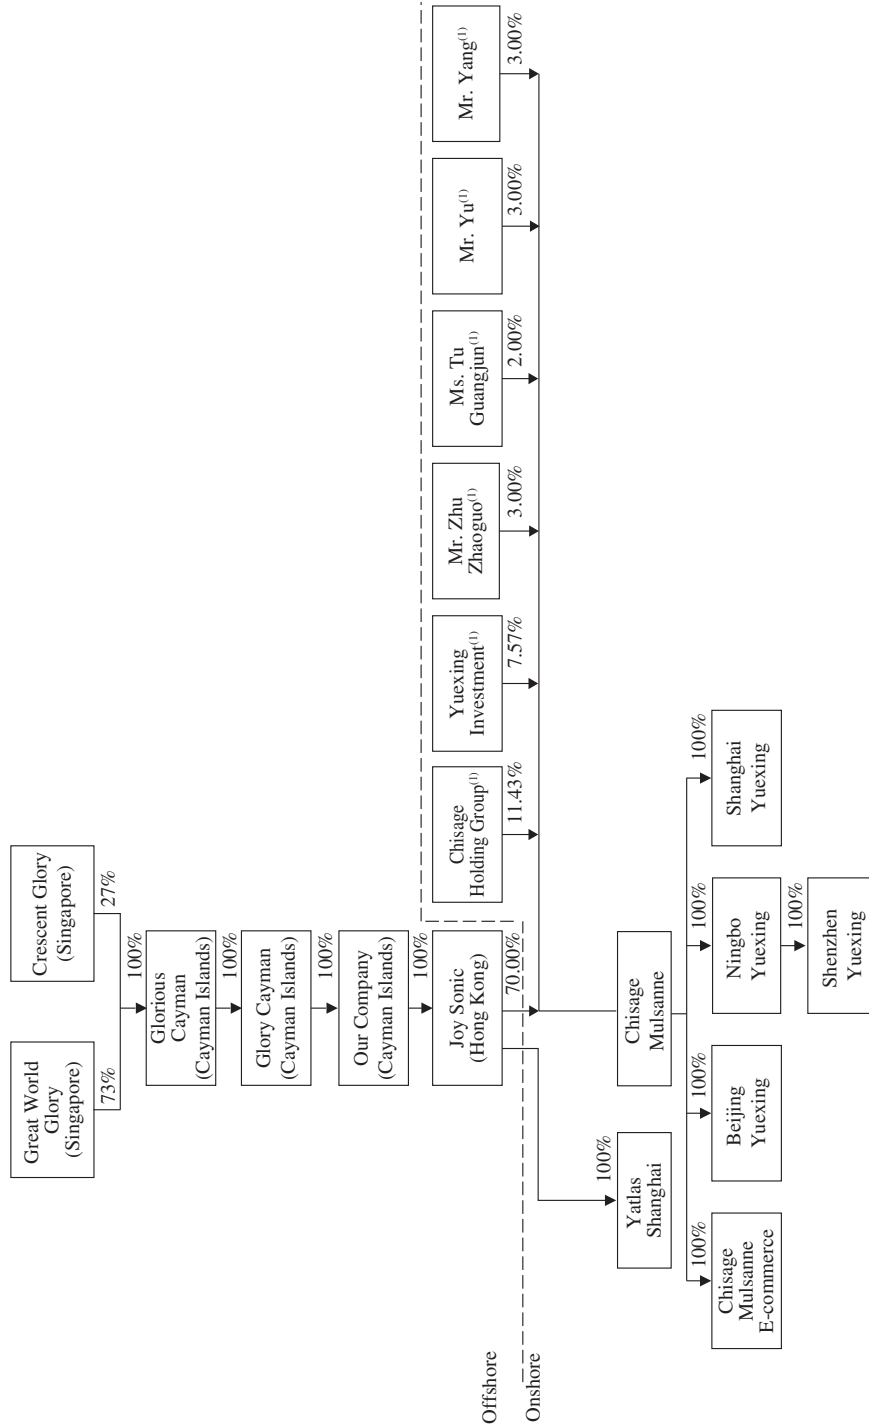 Great World
Glory
(Singapore)
Crescent Glory
(Singapore)
73%
27%
100%
Glorious
Cayman
(Cayman Islands)
100%
Glory Cayman
(Cayman Islands)
100%
Our Company
(Cayman Islands)
100%
Offshore
Onshore
Joy Sonic
(Hong Kong)
Chisage
Holding Group(1)
Yuexing
Investment(1)
Mr. Zhu
Zhaoguo(1)
Ms. Tu
Guangjun(1)
Mr. Yu(1)
Mr. Yang(1)
70.00%
11.43%
7.57%
3.00%
2.00%
3.00%
3.00%
100%
Yatlas
Shanghai
Chisage
Mulsanne
100%
100%
100%
100%
Chisage
Mulsanne
E-commerce
Beijing
Yuexing
Ningbo
Yuexing
Shanghai
Yuexing
100%
Shenzhen
Yuexing